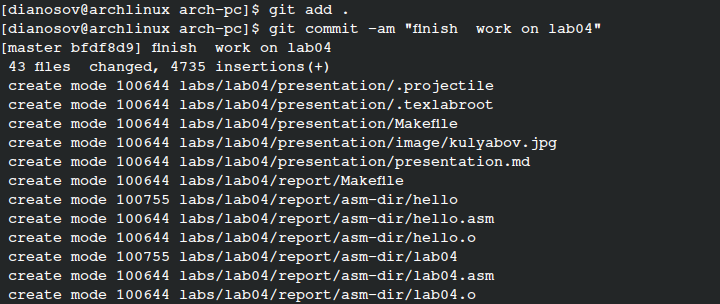 [dianosov@archlinux arch-pc]$ git add .
[dianosov@archlinux arch-pc]$ git commit -am "finish  work on lab04"
[master bfdf8d9] finish  work on lab04
 43 files  changed, 4735 insertions(+)
 create mode 100644 labs/lab04/presentation/.projectile
 create mode 100644 labs/lab04/presentation/.texlabroot
 create mode 100644 labs/lab04/presentation/Makefile
 create mode 100644 labs/lab04/presentation/image/kulyabov.jpg
 create mode 100644 labs/lab04/presentation/presentation.md
 create mode 100644 labs/lab04/report/Makefile
 create mode 100755 labs/lab04/report/asm-dir/hello
 create mode 100644 labs/lab04/report/asm-dir/hello.asm
 create mode 100644 labs/lab04/report/asm-dir/hello.o
 create mode 100755 labs/lab04/report/asm-dir/lab04
 create mode 100644 labs/lab04/report/asm-dir/lab04.asm
 create mode 100644 labs/lab04/report/asm-dir/lab04.o